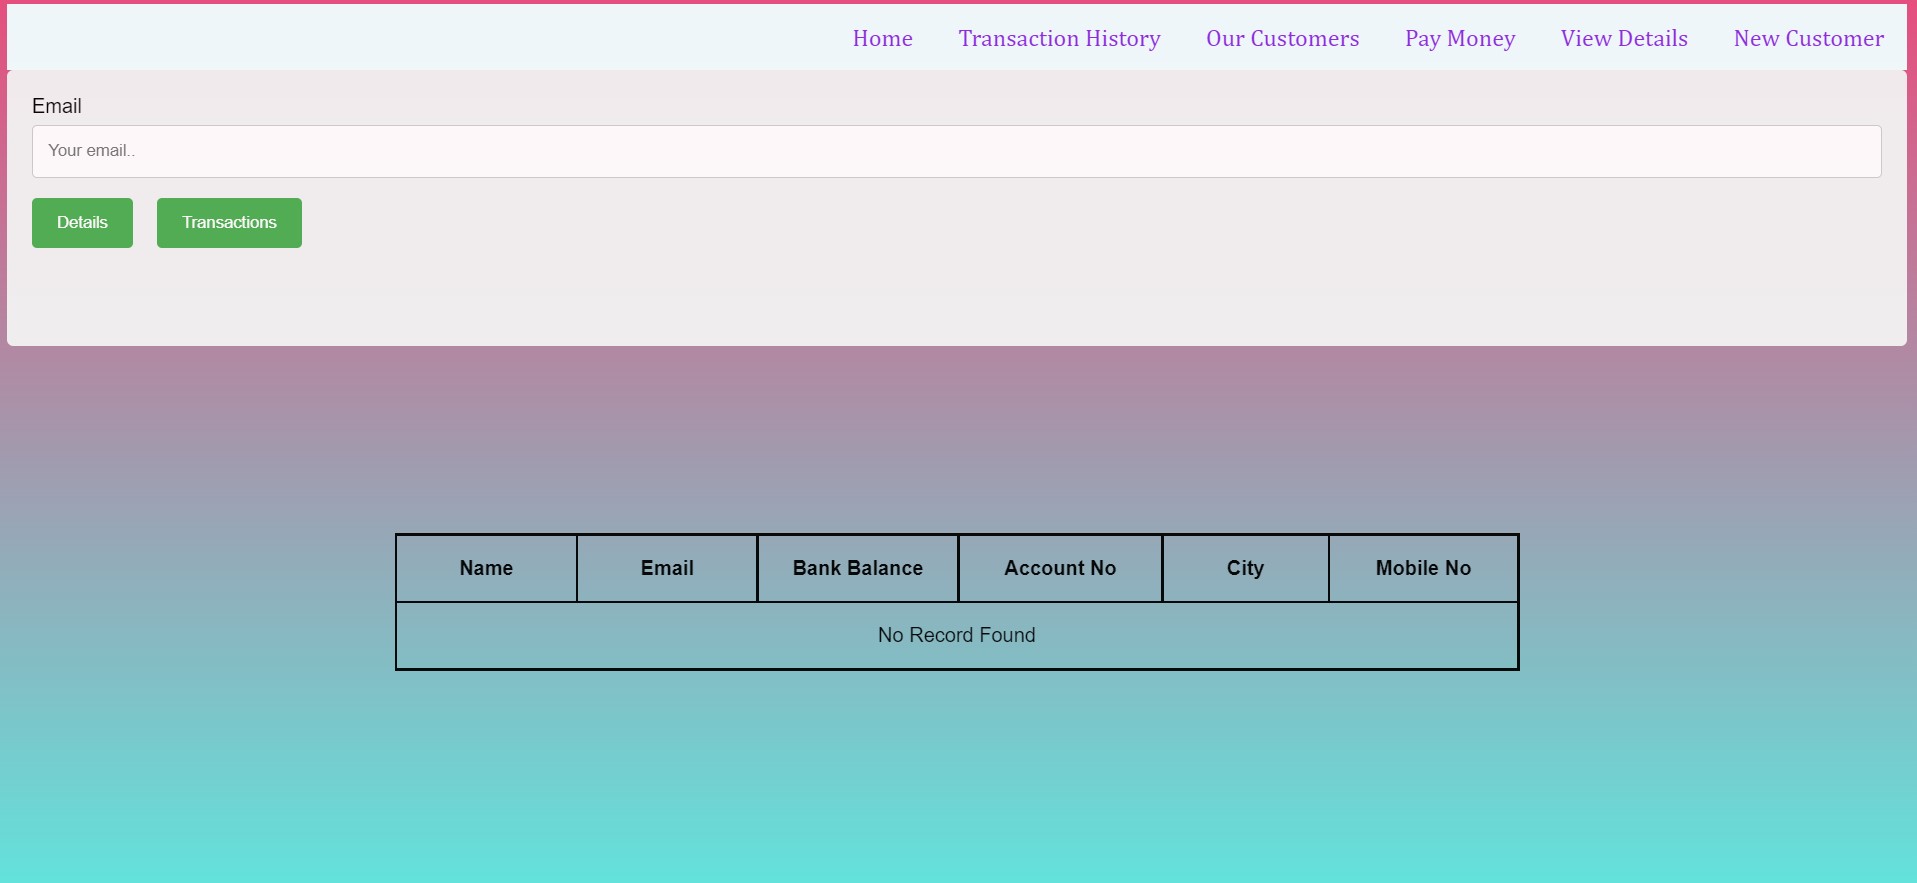 Home Transaction History Our Customers Pay Money View Details New Customer
Email
Your email..
Details Transactions
Name Email Bank Balance Account No City Mobile No
No Record Found